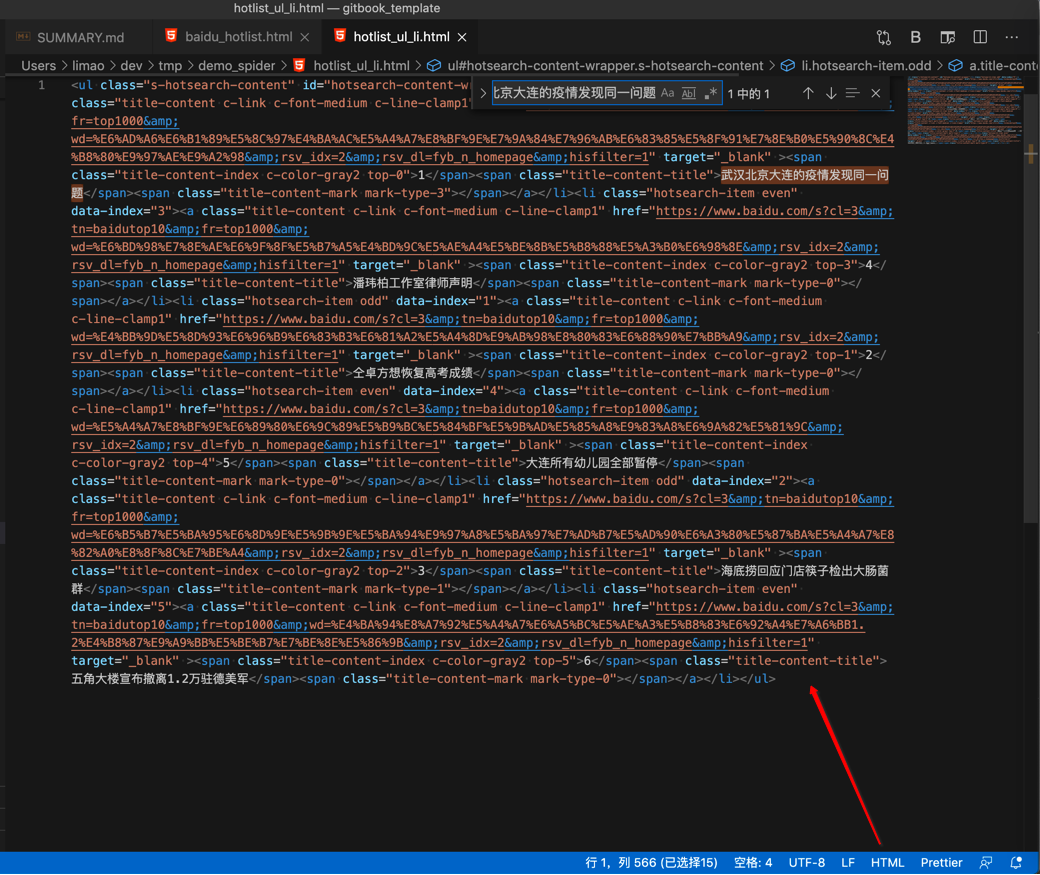 hotlist_ul_li.html — gitbook_template
SUMMARY.md baidu_hotlist.html hotlist_ul_li.html
Users > limao > dev > tmp > demo_spider > hotlist_ul_li.html > ul#hotsearch-content-wrapper.s-hotsearch-content > li.hotsearch-item.odd > a.title-cont
北京大连的疫情发现同一问题 Aa Abl .* 1 中的 1
1 <ul class="s-hotsearch-content" id="hotsearch-content-w
class="title-content c-link c-font-medium c-line-clamp1"
fr=top1000&amp;
wd=%E6%AD%A6%E6%B1%89%E5%8C%97%E4%BA%AC%E5%A4%A7%E8%BF%9E%E7%9A%84%E7%96%AB%E6%83%85%E5%8F%91%E7%8E%B0%E5%90%8C%E4
%B8%80%E9%97%AE%E9%A2%98&amp;rsv_idx=2&amp;rsv_dl=fyb_n_homepage&amp;hisfilter=1" target="_blank" ><span
class="title-content-index c-color-gray2 top-0">1</span><span class="title-content-title">武汉北京大连的疫情发现同一问
题</span><span class="title-content-mark mark-type-3"></span></a></li><li class="hotsearch-item even"
data-index="3"><a class="title-content c-link c-font-medium c-line-clamp1" href="https://www.baidu.com/s?cl=3&amp;
tn=baidutop10&amp;fr=top1000&amp;
wd=%E6%BD%98%E7%8E%AE%E6%9F%8F%E5%B7%A5%E4%BD%9C%E5%AE%A4%E5%BE%8B%E5%B8%88%E5%A3%B0%E6%98%8E&amp;rsv_idx=2&amp;
rsv_dl=fyb_n_homepage&amp;hisfilter=1" target="_blank" ><span class="title-content-index c-color-gray2 top-3">4</
span><span class="title-content-title">潘玮柏工作室律师声明</span><span class="title-content-mark mark-type-0"></
span></a></li><li class="hotsearch-item odd" data-index="1"><a class="title-content c-link c-font-medium
c-line-clamp1" href="https://www.baidu.com/s?cl=3&amp;tn=baidutop10&amp;fr=top1000&amp;
wd=%E4%BB%9D%E5%8D%93%E6%96%B9%E6%83%B3%E6%81%A2%E5%A4%8D%E9%AB%98%E8%80%83%E6%88%90%E7%BB%A9&amp;rsv_idx=2&amp;
rsv_dl=fyb_n_homepage&amp;hisfilter=1" target="_blank" ><span class="title-content-index c-color-gray2 top-1">2</
span><span class="title-content-title">仝卓方想恢复高考成绩</span><span class="title-content-mark mark-type-0"></
span></a></li><li class="hotsearch-item even" data-index="4"><a class="title-content c-link c-font-medium
c-line-clamp1" href="https://www.baidu.com/s?cl=3&amp;tn=baidutop10&amp;fr=top1000&amp;
wd=%E5%A4%A7%E8%BF%9E%E6%89%80%E6%9C%89%E5%B9%BC%E5%84%BF%E5%9B%AD%E5%85%A8%E9%83%A8%E6%9A%82%E5%81%9C&amp;
rsv_idx=2&amp;rsv_dl=fyb_n_homepage&amp;hisfilter=1" target="_blank" ><span class="title-content-index
c-color-gray2 top-4">5</span><span class="title-content-title">大连所有幼儿园全部暂停</span><span
class="title-content-mark mark-type-0"></span></a></li><li class="hotsearch-item odd" data-index="2"><a
class="title-content c-link c-font-medium c-line-clamp1" href="https://www.baidu.com/s?cl=3&amp;tn=baidutop10&amp;
fr=top1000&amp;
wd=%E6%B5%B7%E5%BA%95%E6%8D%9E%E5%9B%9E%E5%BA%94%E9%97%A8%E5%BA%97%E7%AD%B7%E5%AD%90%E6%A3%80%E5%87%BA%E5%A4%A7%E8
%82%A0%E8%8F%8C%E7%BE%A4&amp;rsv_idx=2&amp;rsv_dl=fyb_n_homepage&amp;hisfilter=1" target="_blank" ><span
class="title-content-index c-color-gray2 top-2">3</span><span class="title-content-title">海底捞回应门店筷子检出大肠菌
群</span><span class="title-content-mark mark-type-1"></span></a></li><li class="hotsearch-item even"
data-index="5"><a class="title-content c-link c-font-medium c-line-clamp1" href="https://www.baidu.com/s?cl=3&amp;
tn=baidutop10&amp;fr=top1000&amp;wd=%E4%BA%94%E8%A7%92%E5%A4%A7%E6%A5%BC%E5%AE%A3%E5%B8%83%E6%92%A4%E7%A6%BB1.
2%E4%B8%87%E9%A9%BB%E5%BE%B7%E7%BE%8E%E5%86%9B&amp;rsv_idx=2&amp;rsv_dl=fyb_n_homepage&amp;hisfilter=1"
target="_blank" ><span class="title-content-index c-color-gray2 top-5">6</span><span class="title-content-title">
五角大楼宣布撤离1.2万驻德美军</span><span class="title-content-mark mark-type-0"></span></a></li></ul>
行 1，列 566 (已选择15) 空格: 4 UTF-8 LF HTML Prettier